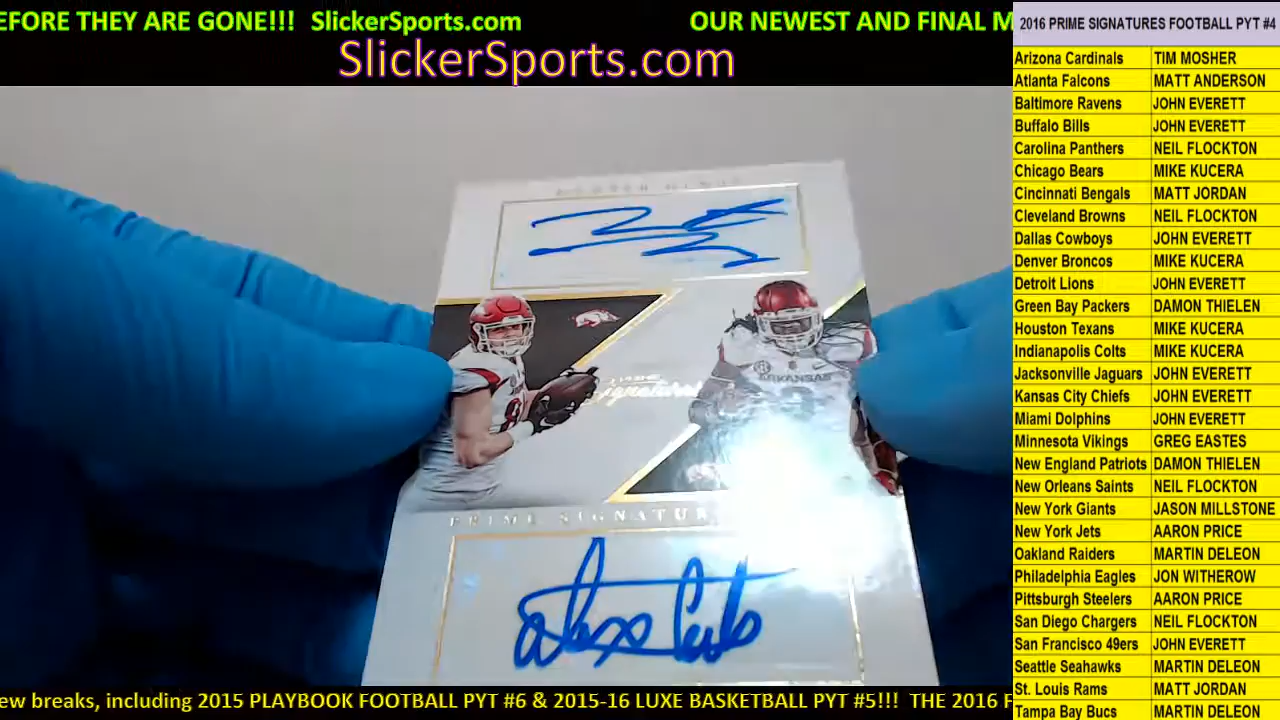 EFORE THEY ARE GONE!!! SlickerSports.com OUR NEWEST AND FINAL M
SlickerSports.com
2016 PRIME SIGNATURES FOOTBALL PYT #4
Arizona Cardinals TIM MOSHER
Atlanta Falcons MATT ANDERSON
Baltimore Ravens JOHN EVERETT
Buffalo Bills JOHN EVERETT
Carolina Panthers NEIL FLOCKTON
Chicago Bears MIKE KUCERA
Cincinnati Bengals MATT JORDAN
Cleveland Browns NEIL FLOCKTON
Dallas Cowboys JOHN EVERETT
Denver Broncos MIKE KUCERA
Detroit LIons JOHN EVERETT
Green Bay Packers DAMON THIELEN
Houston Texans MIKE KUCERA
Indianapolis Colts MIKE KUCERA
Jacksonville Jaguars JOHN EVERETT
Kansas City Chiefs JOHN EVERETT
Miami Dolphins JOHN EVERETT
Minnesota Vikings GREG EASTES
New England Patriots DAMON THIELEN
New Orleans Saints NEIL FLOCKTON
New York Giants JASON MILLSTONE
New York Jets AARON PRICE
Oakland Raiders MARTIN DELEON
Philadelphia Eagles JON WITHEROW
Pittsburgh Steelers AARON PRICE
San Diego Chargers NEIL FLOCKTON
San Francisco 49ers JOHN EVERETT
Seattle Seahawks MARTIN DELEON
St. Louis Rams MATT JORDAN
Tampa Bay Bucs MARTIN DELEON
HUNTER HENRY
ARKANSAS
PRIME
Signatures
PRIME SIGNATUR
Alex Collins
ew breaks, including 2015 PLAYBOOK FOOTBALL PYT #6 & 2015-16 LUXE BASKETBALL PYT #5!!! THE 2016 F